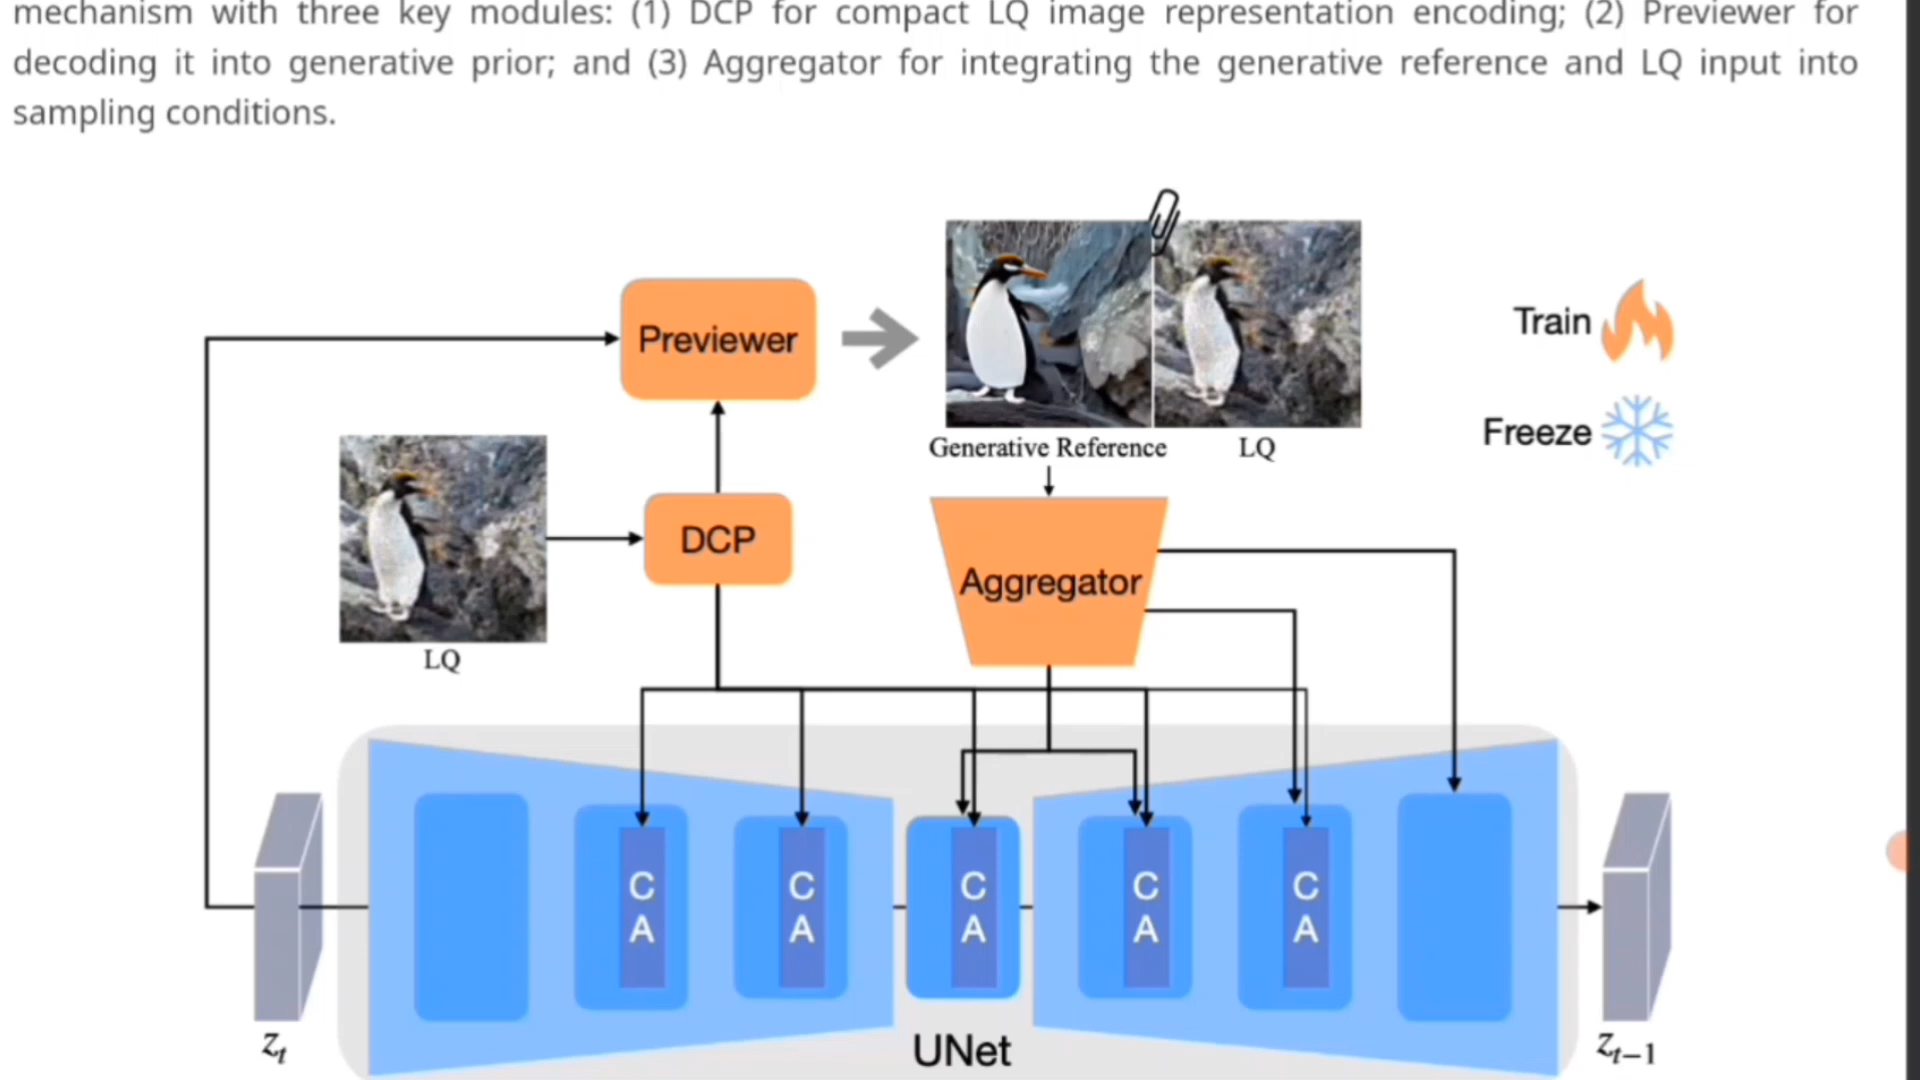 mechanism with three key modules: (1) DCP for compact LQ image representation encoding; (2) Previewer for
decoding it into generative prior; and (3) Aggregator for integrating the generative reference and LQ input into
sampling conditions.
Previewer
Train
Freeze
Generative Reference
LQ
DCP
Aggregator
LQ
C A
C A
C A
C A
C A
UNet
z_t
z_{t-1}